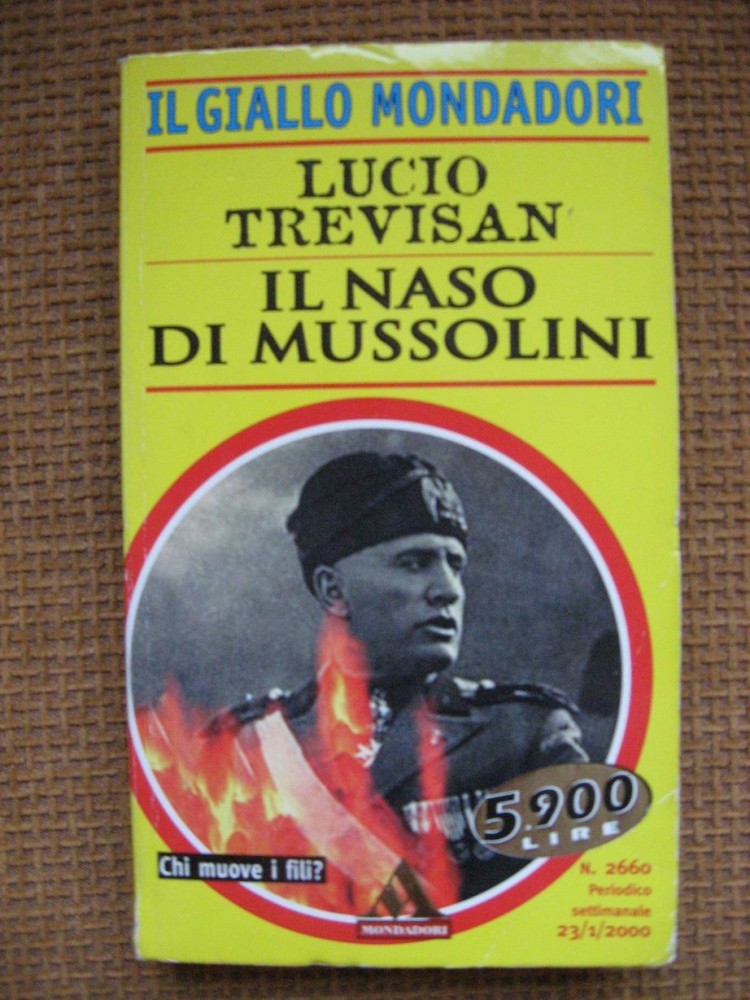 IL GIALLO MONDADORI
LUCIO
TREVISAN
IL NASO
DI MUSSOLINI
5.900
LIRE
Chi muove i fili?
N. 2660
Periodico
settimanale
23/1/2000
MONDADORI